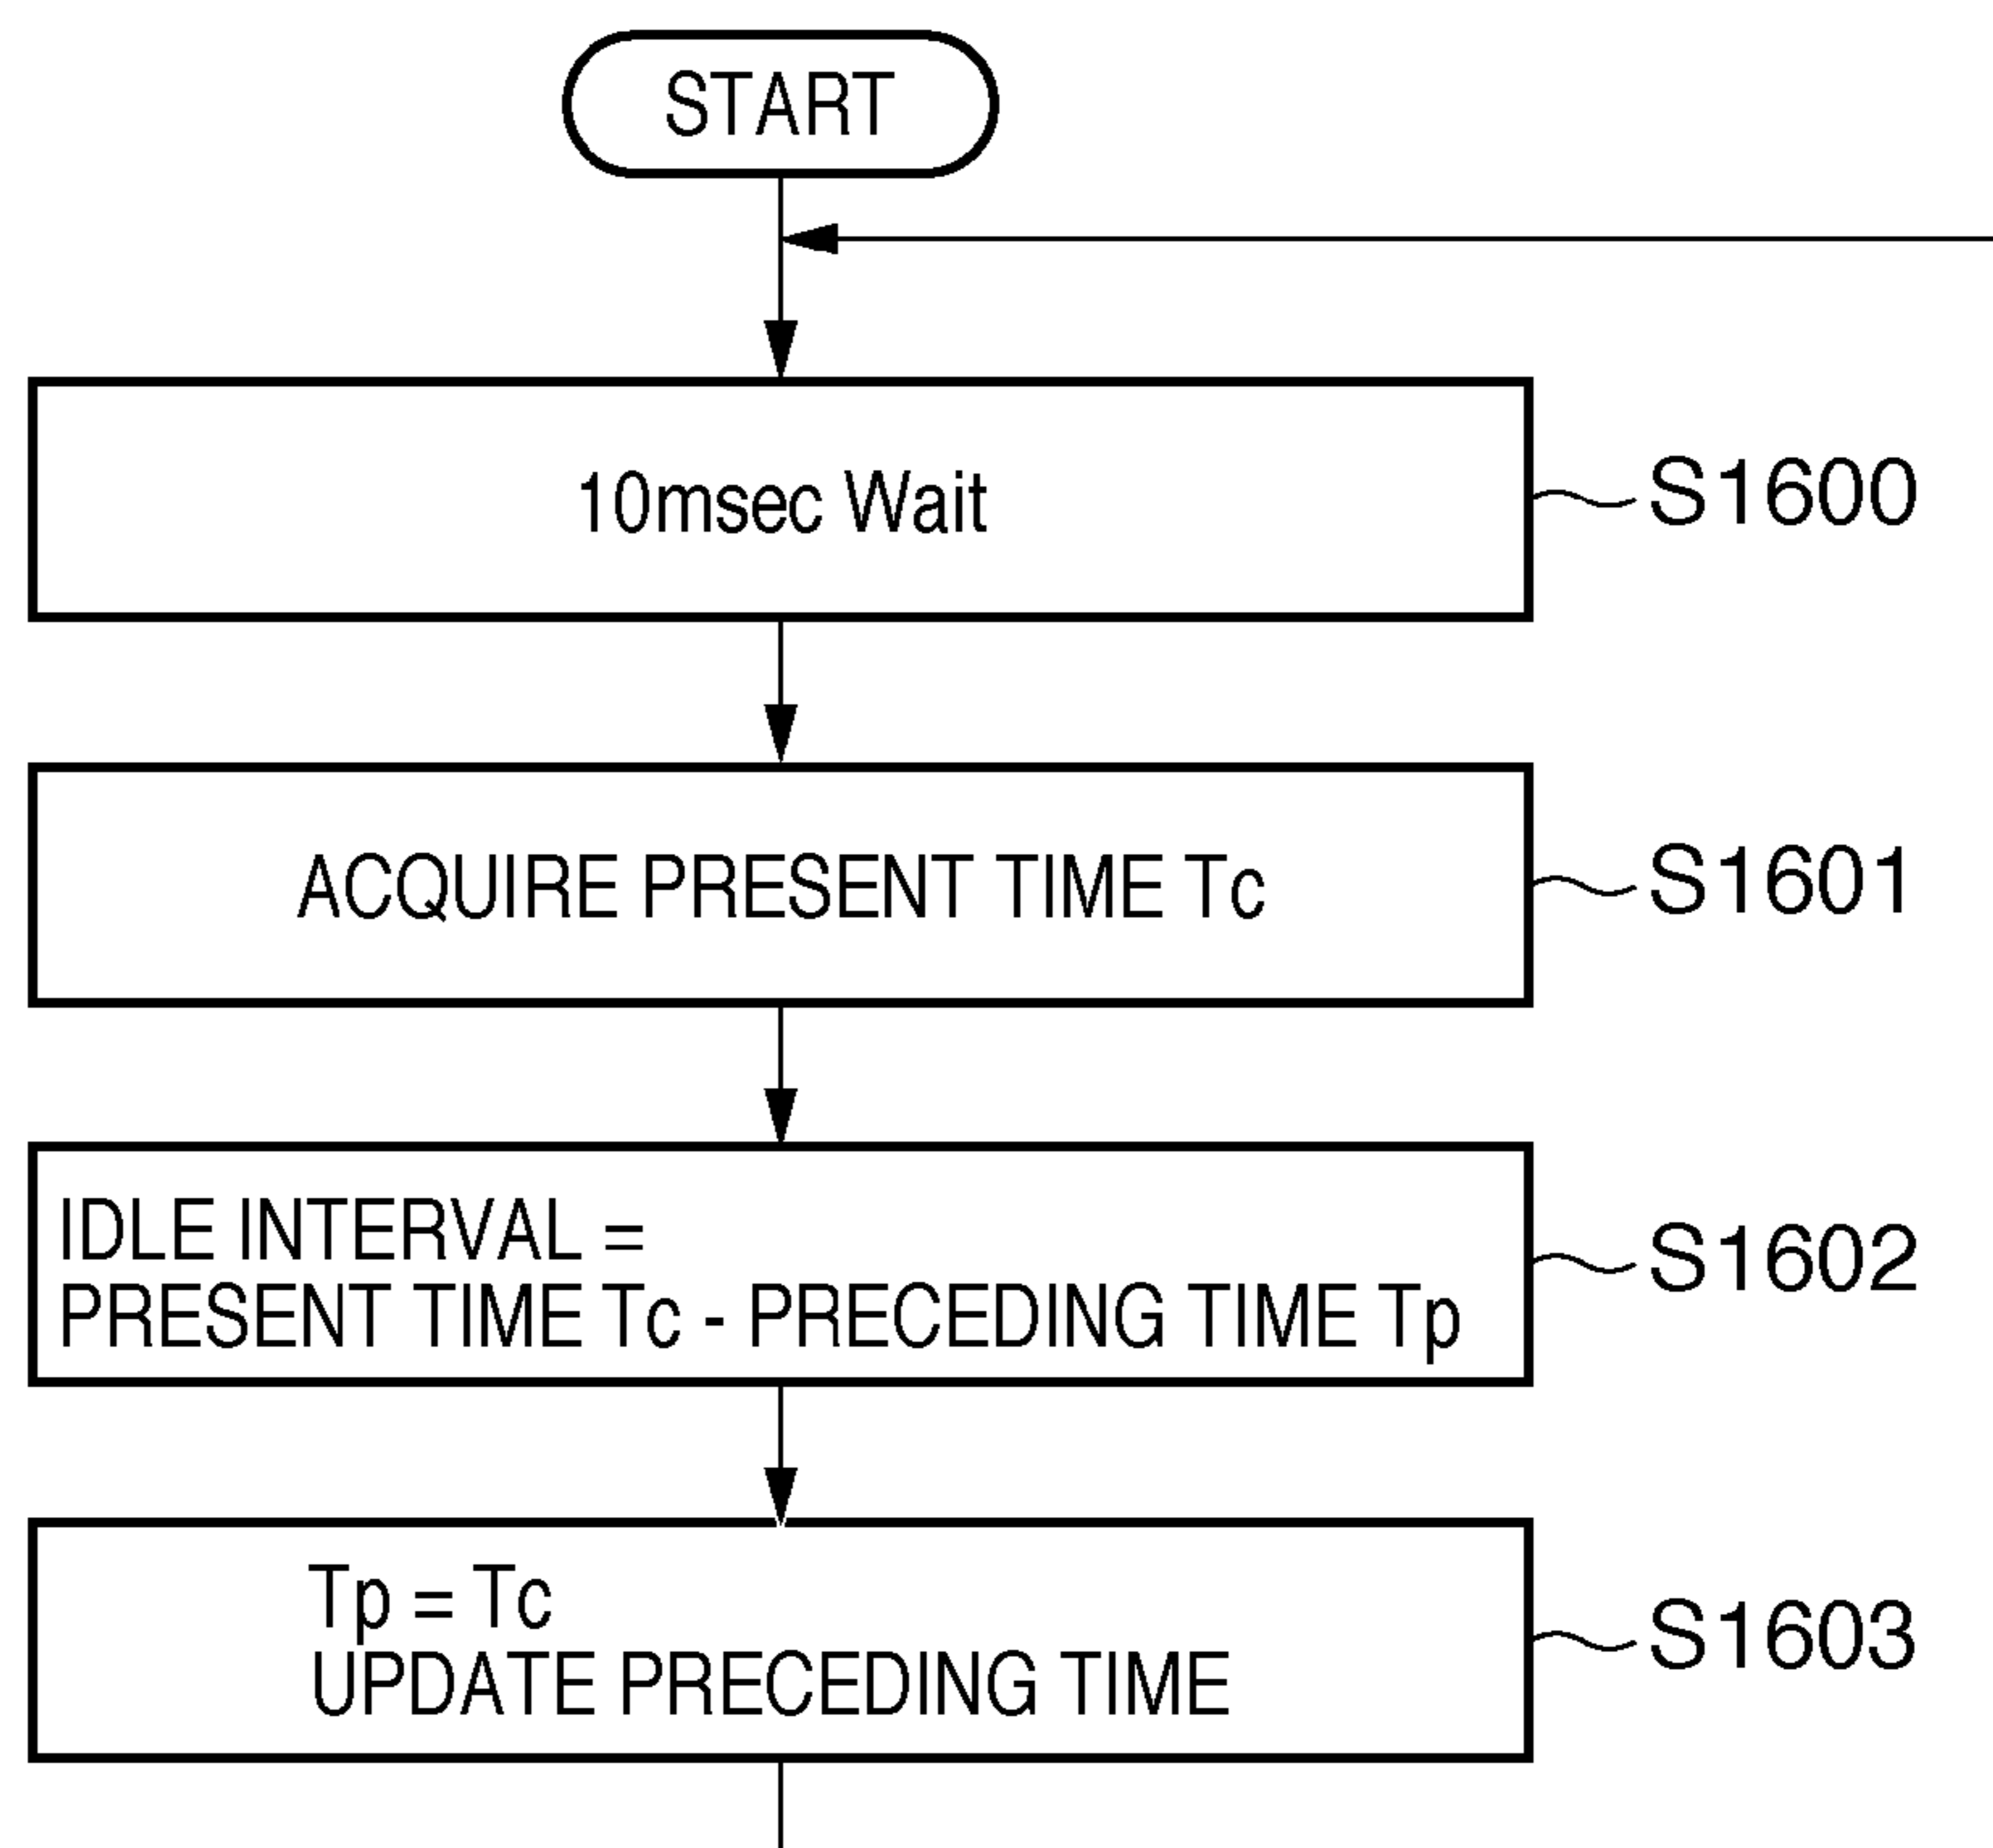 START
10msec Wait
S1600
ACQUIRE PRESENT TIME Tc
S1601
IDLE INTERVAL =
PRESENT TIME Tc - PRECEDING TIME Tp
S1602
Tp = Tc
UPDATE PRECEDING TIME
S1603